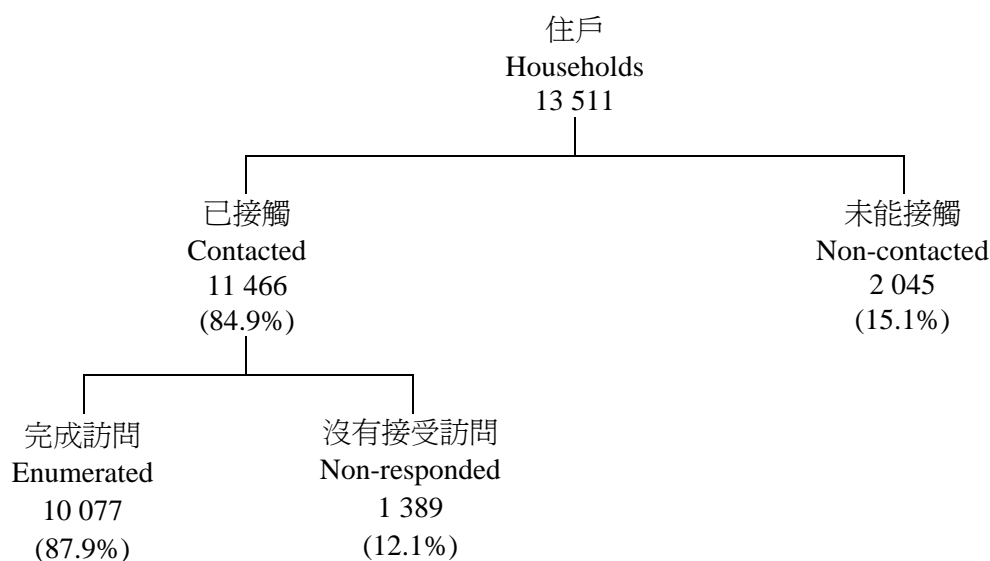 住戶
Households
13 511
已接觸
Contacted
11 466
(84.9%)
未能接觸
Non-contacted
2 045
(15.1%)
完成訪問
Enumerated
10 077
(87.9%)
沒有接受訪問
Non-responded
1 389
(12.1%)